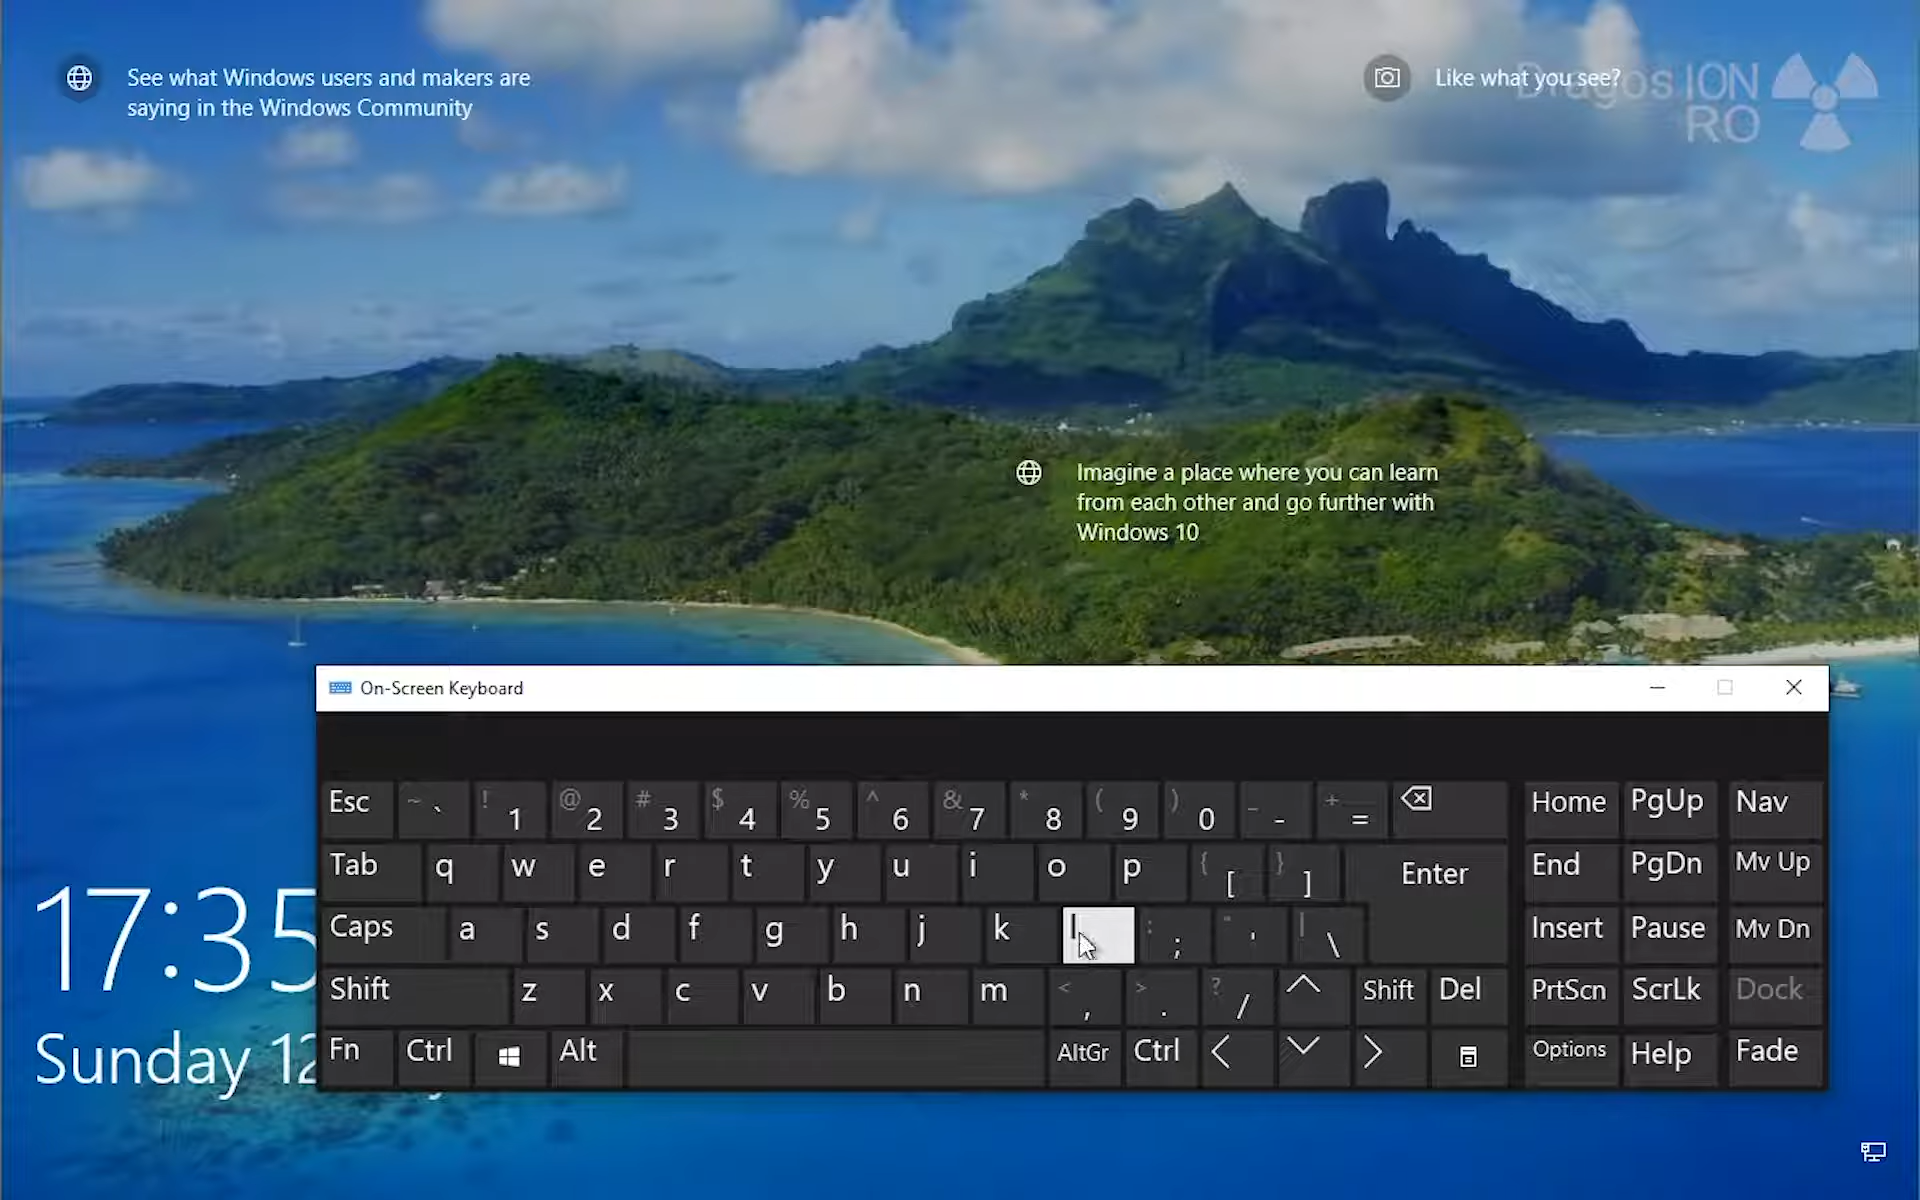 See what Windows users and makers are
saying in the Windows Community
Like what you see?
Dragos ION
RO
Imagine a place where you can learn
from each other and go further with
Windows 10
On-Screen Keyboard
Esc ~ ` ! 1 @ 2 # 3 $ 4 % 5 ^ 6 & 7 * 8 ( 9 ) 0 _ - + = Home PgUp Nav
Tab q w e r t y u i o p { [ } ] Enter End PgDn Mv Up
Caps a s d f g h j k l : ; " ' | \ Insert Pause Mv Dn
Shift z x c v b n m < , > . ? / Shift Del PrtScn ScrLk Dock
Fn Ctrl Alt AltGr Ctrl Options Help Fade
17:35
Sunday 12